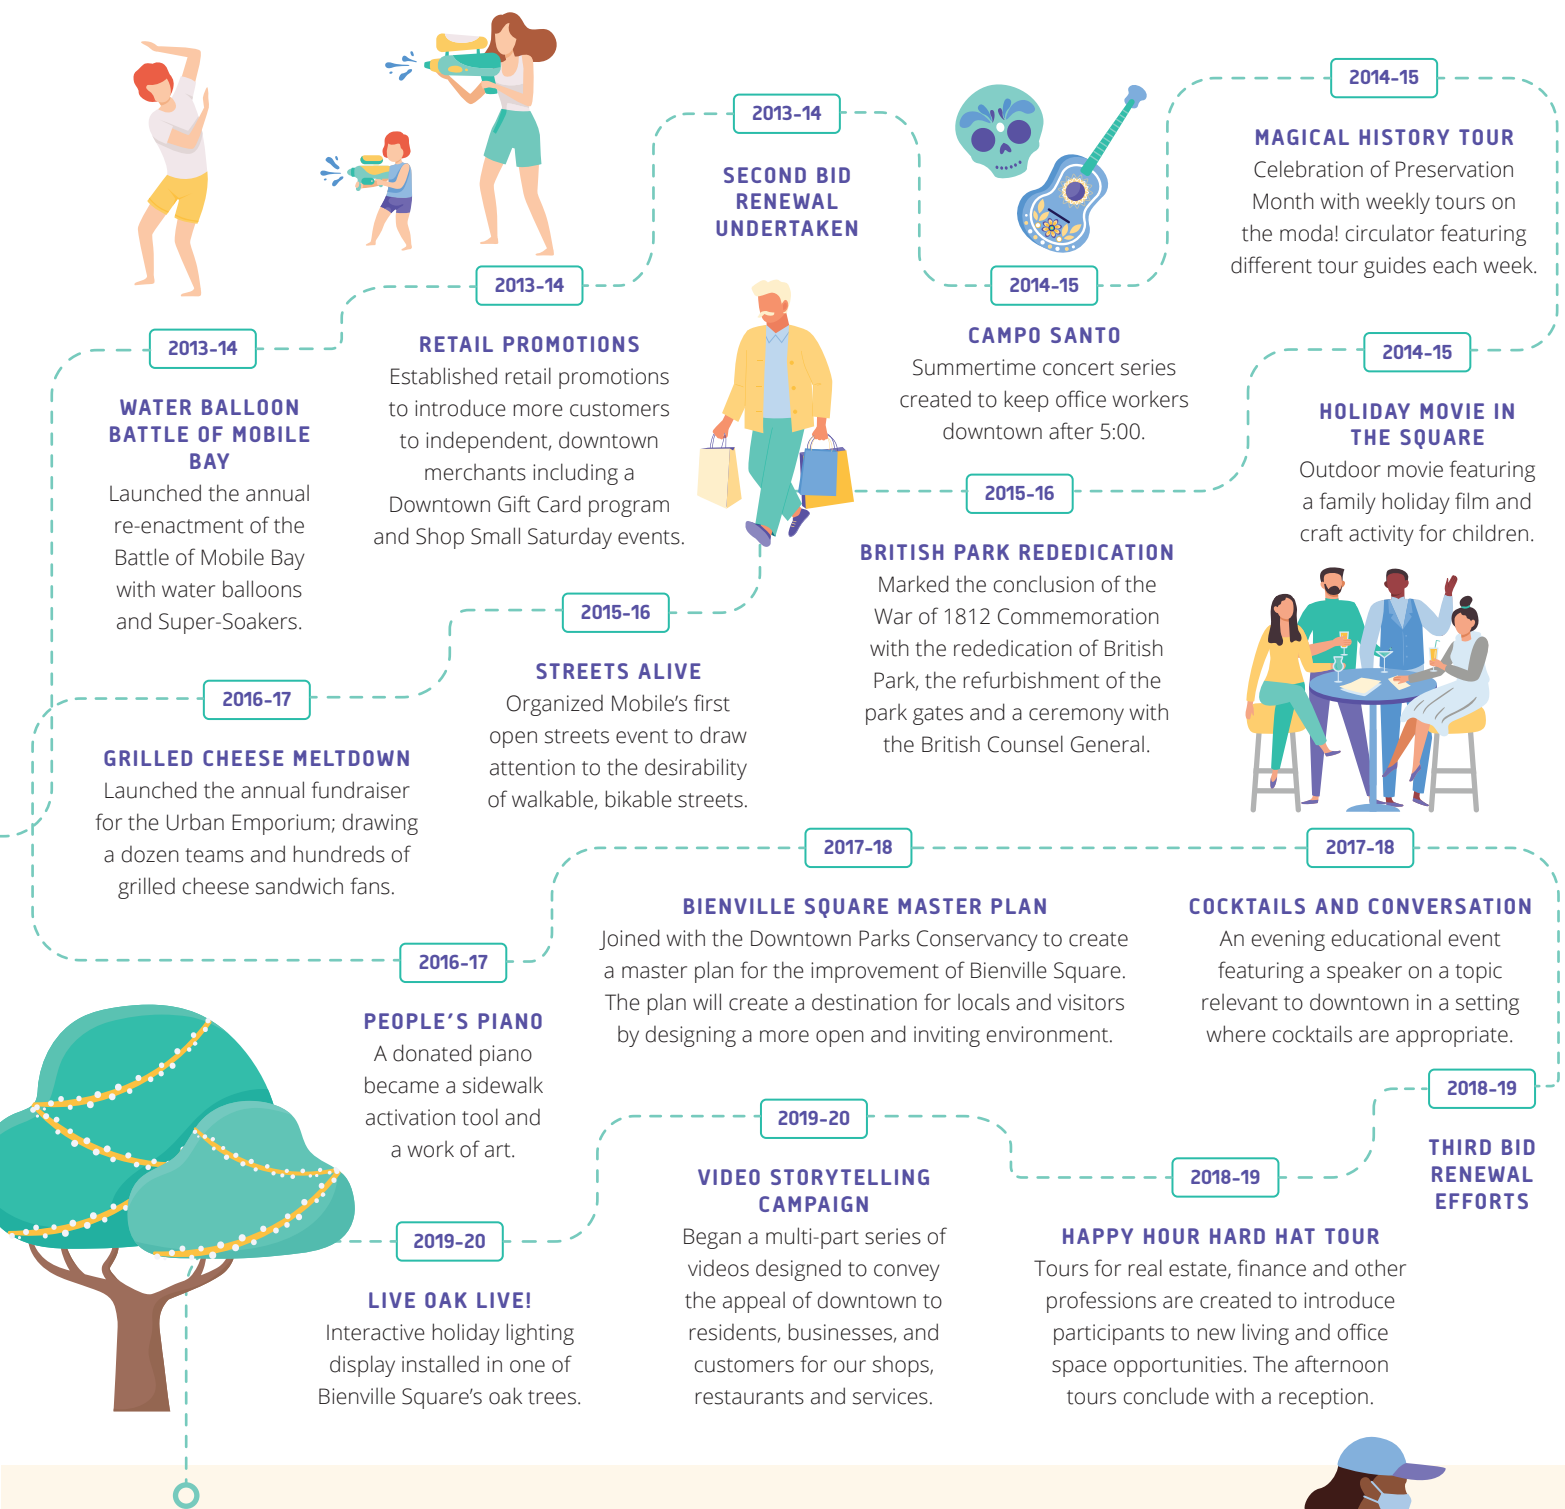 2013-14
WATER BALLOON
BATTLE OF MOBILE
BAY
Launched the annual
re-enactment of the
Battle of Mobile Bay
with water balloons
and Super-Soakers.
2013-14
RETAIL PROMOTIONS
Established retail promotions
to introduce more customers
to independent, downtown
merchants including a
Downtown Gift Card program
and Shop Small Saturday events.
2013-14
SECOND BID
RENEWAL
UNDERTAKEN
2014-15
CAMPO SANTO
Summertime concert series
created to keep office workers
downtown after 5:00.
2014-15
MAGICAL HISTORY TOUR
Celebration of Preservation
Month with weekly tours on
the moda! circulator featuring
different tour guides each week.
2014-15
HOLIDAY MOVIE IN
THE SQUARE
Outdoor movie featuring
a family holiday film and
craft activity for children.
2015-16
BRITISH PARK REDEDICATION
Marked the conclusion of the
War of 1812 Commemoration
with the rededication of British
Park, the refurbishment of the
park gates and a ceremony with
the British Counsel General.
2015-16
STREETS ALIVE
Organized Mobile's first
open streets event to draw
attention to the desirability
of walkable, bikable streets.
2016-17
GRILLED CHEESE MELTDOWN
Launched the annual fundraiser
for the Urban Emporium; drawing
a dozen teams and hundreds of
grilled cheese sandwich fans.
2016-17
PEOPLE'S PIANO
A donated piano
became a sidewalk
activation tool and
a work of art.
2017-18
BIENVILLE SQUARE MASTER PLAN
Joined with the Downtown Parks Conservancy to create
a master plan for the improvement of Bienville Square.
The plan will create a destination for locals and visitors
by designing a more open and inviting environment.
2017-18
COCKTAILS AND CONVERSATION
An evening educational event
featuring a speaker on a topic
relevant to downtown in a setting
where cocktails are appropriate.
2018-19
THIRD BID
RENEWAL
EFFORTS
2018-19
HAPPY HOUR HARD HAT TOUR
Tours for real estate, finance and other
professions are created to introduce
participants to new living and office
space opportunities. The afternoon
tours conclude with a reception.
2019-20
VIDEO STORYTELLING
CAMPAIGN
Began a multi-part series of
videos designed to convey
the appeal of downtown to
residents, businesses, and
customers for our shops,
restaurants and services.
2019-20
LIVE OAK LIVE!
Interactive holiday lighting
display installed in one of
Bienville Square's oak trees.